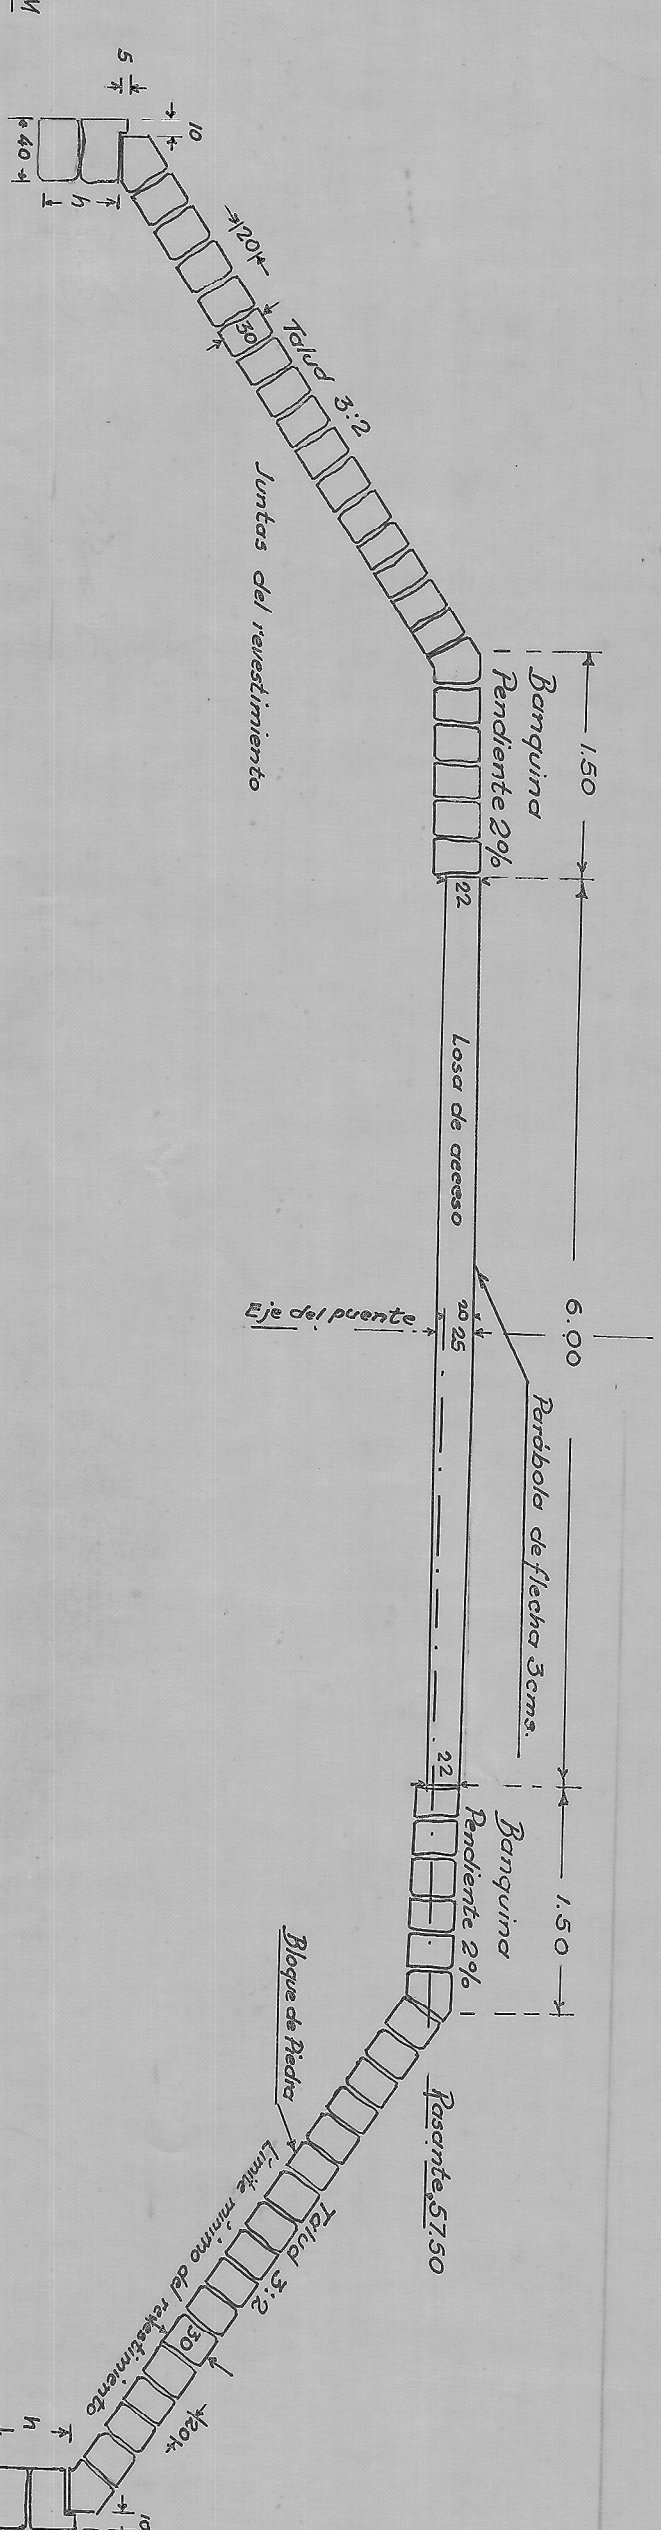 5
10
40
h
20
30
Talud 3:2
Juntas del revestimiento
1.50
Banquina
Pendiente 2%
22
Losa de acceso
6.00
20 25
Eje del puente
Parábola de flecha 3cms.
22
1.50
Banquina
Pendiente 2%
Rasante 57.50
Bloque de Piedra
Talud 3:2
Límite mínimo del revestimiento
30
20
h
10